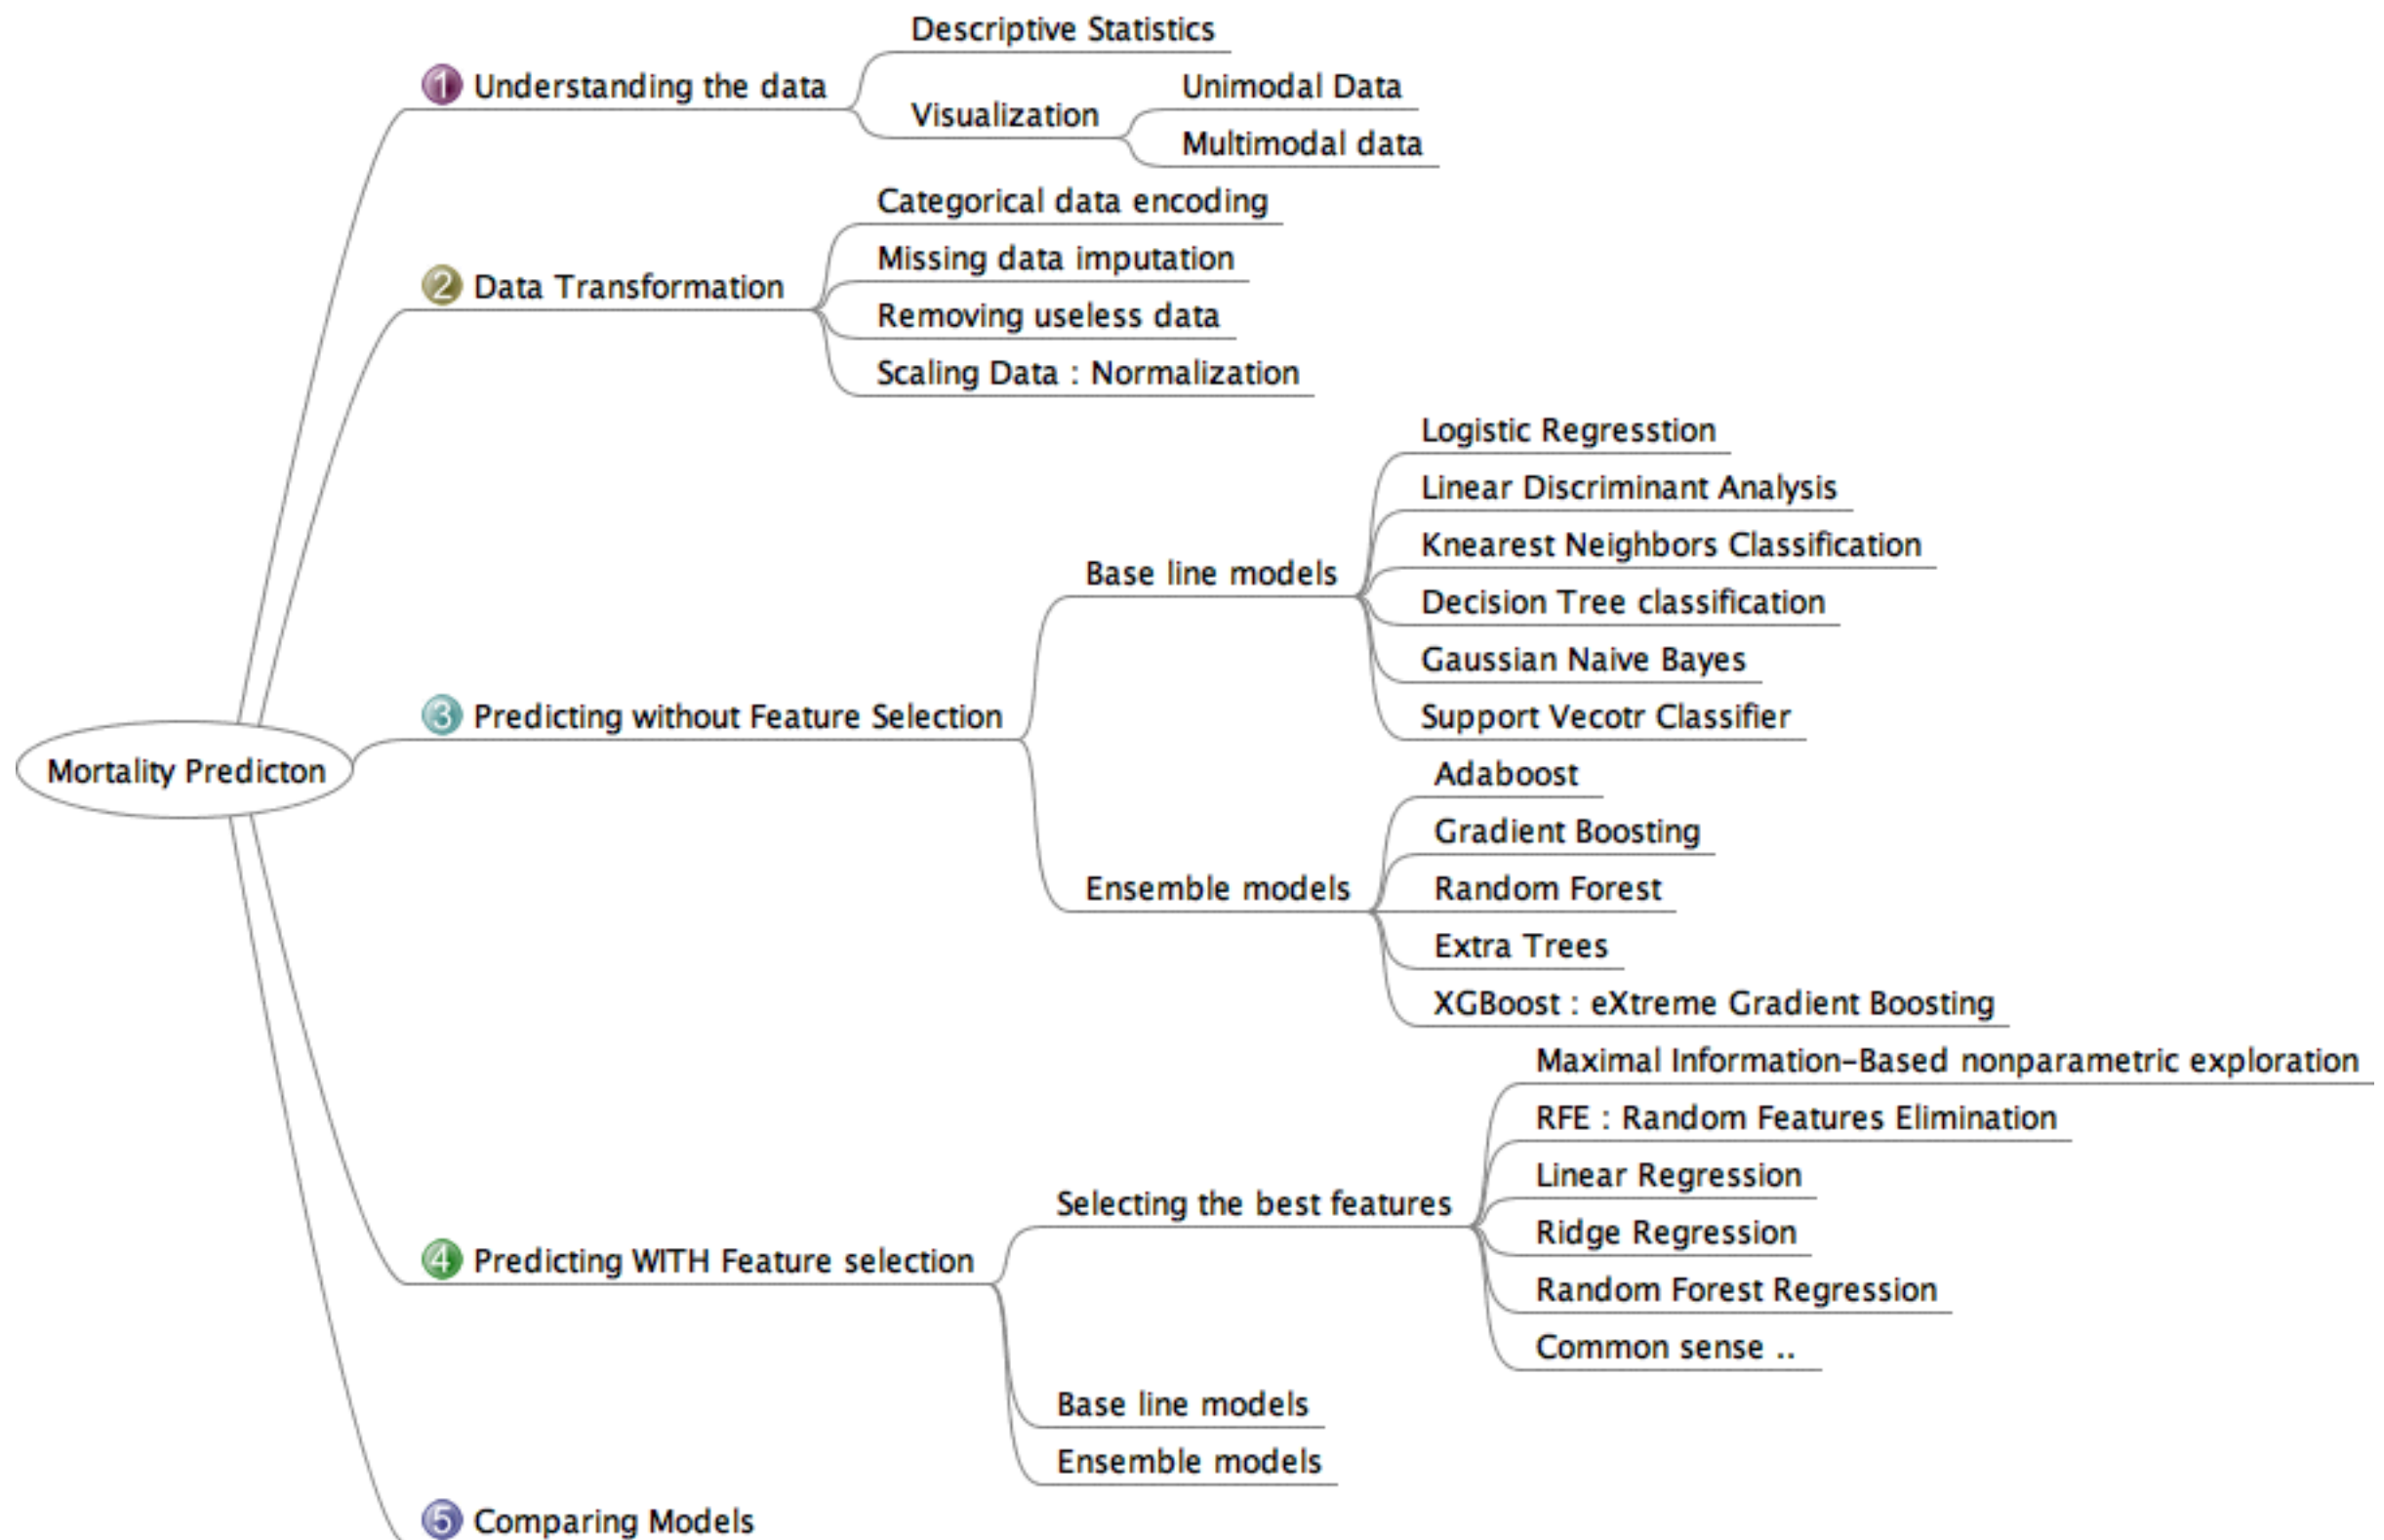 Descriptive Statistics
1 Understanding the data
Unimodal Data
Visualization
Multimodal data
Categorical data encoding
Missing data imputation
2 Data Transformation
Removing useless data
Scaling Data : Normalization
Logistic Regresstion
Linear Discriminant Analysis
Knearest Neighbors Classification
Base line models
Decision Tree classification
Gaussian Naive Bayes
3 Predicting without Feature Selection
Support Vecotr Classifier
Mortality Predicton
Adaboost
Gradient Boosting
Ensemble models
Random Forest
Extra Trees
XGBoost : eXtreme Gradient Boosting
Maximal Information-Based nonparametric exploration
RFE : Random Features Elimination
Linear Regression
Selecting the best features
Ridge Regression
4 Predicting WITH Feature selection
Random Forest Regression
Common sense ..
Base line models
Ensemble models
5 Comparing Models